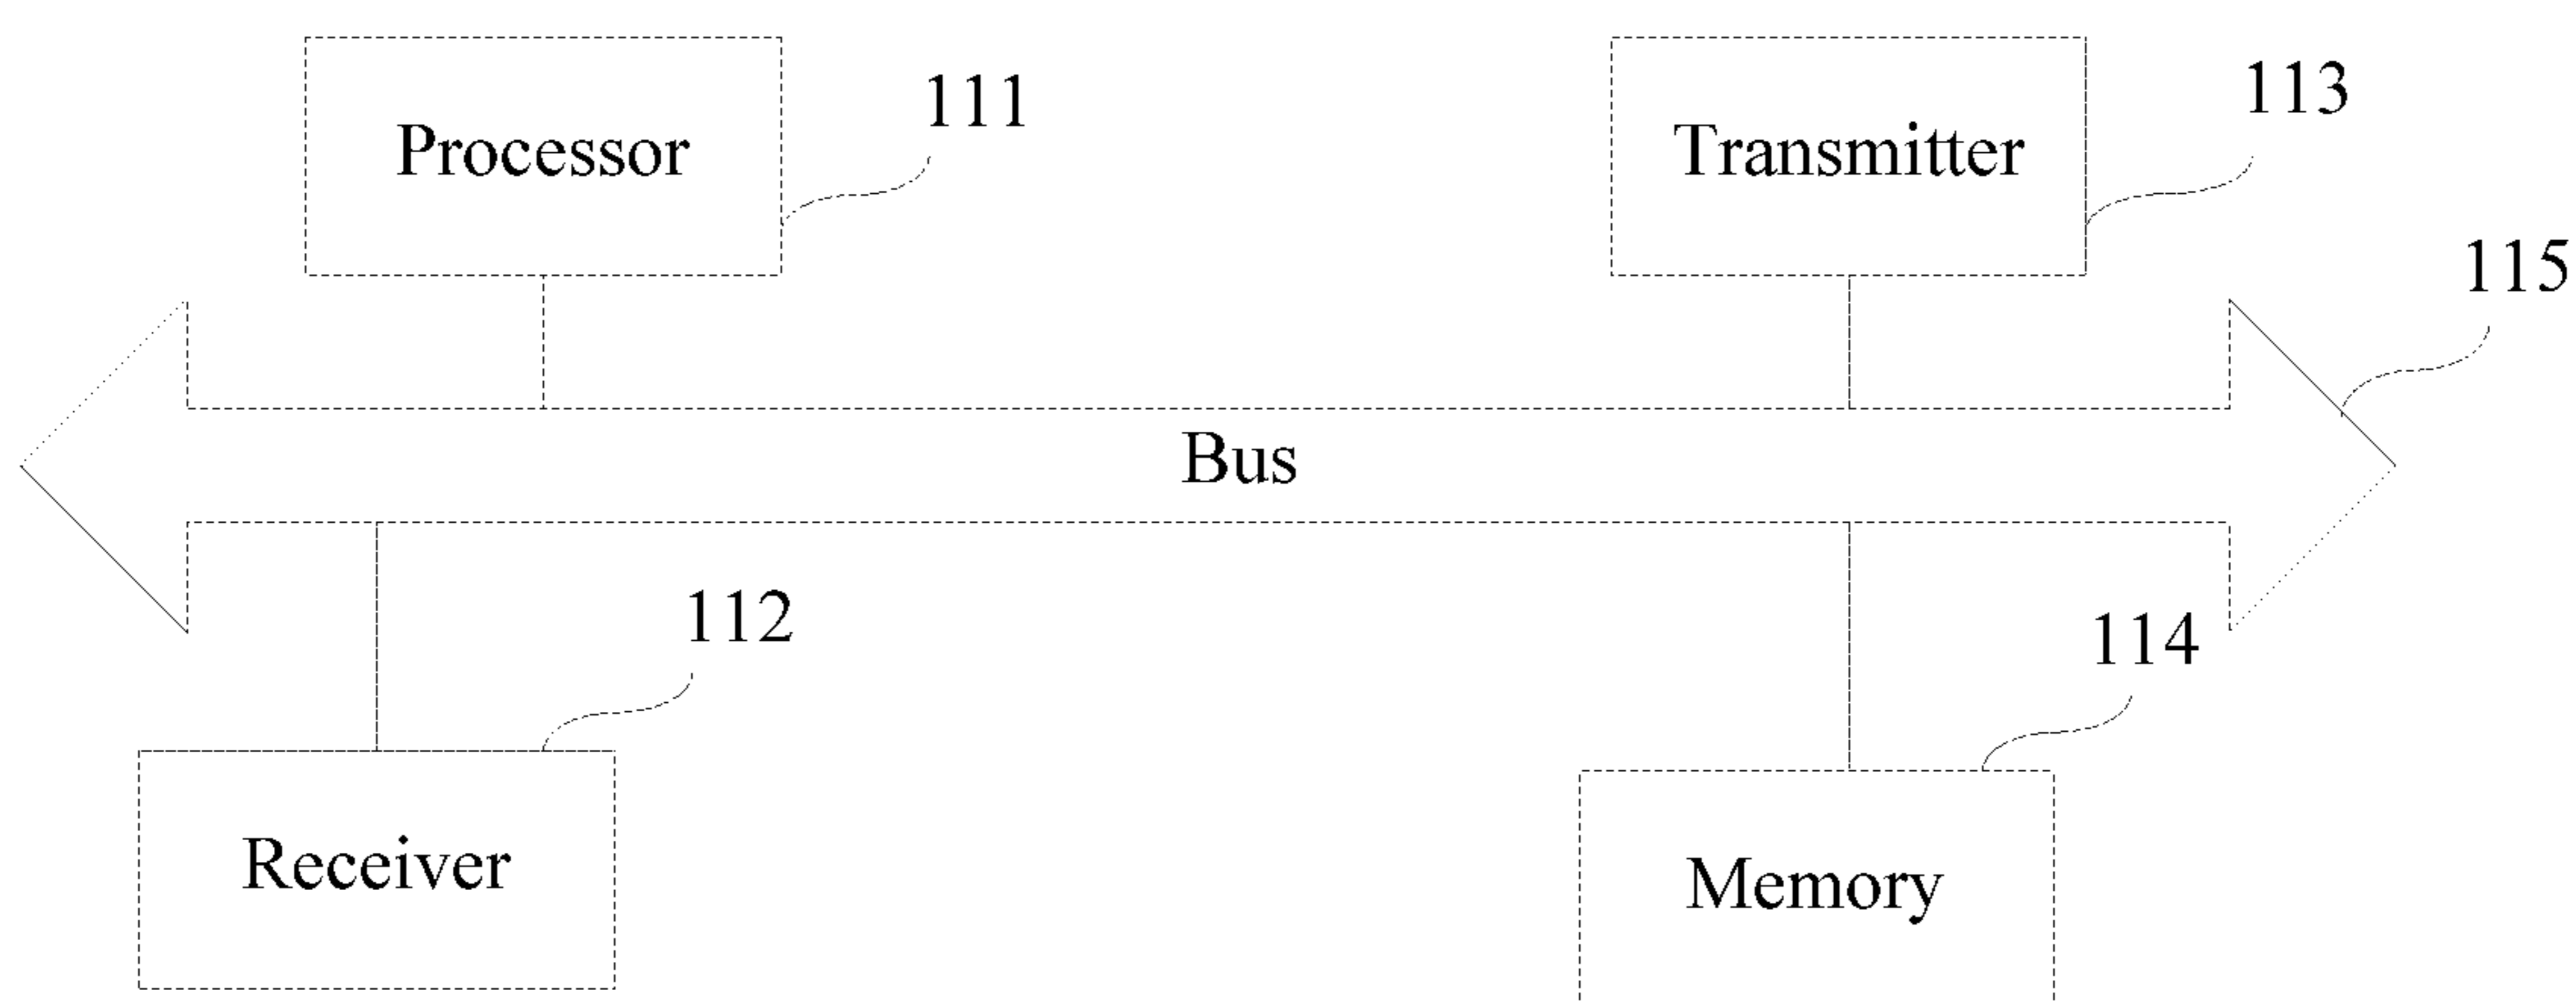 Processor
111
Transmitter
113
115
Bus
112
114
Receiver
Memory